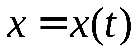 x = x(t)